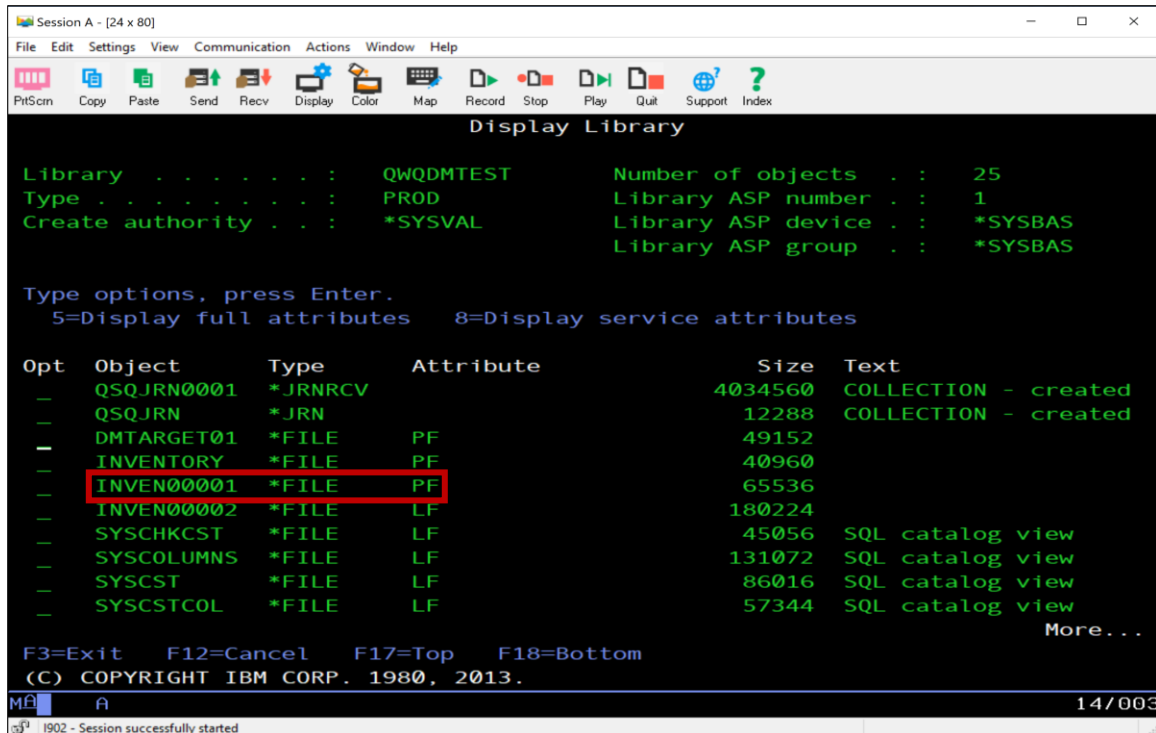 Session A - [24 x 80]
File Edit Settings View Communication Actions Window Help
PrtScrn Copy Paste Send Recv Display Color Map Record Stop Play Quit Support Index
Display Library
Library . . . . . . : QWQDMTEST Number of objects . : 25
Type . . . . . . . . : PROD Library ASP number . : 1
Create authority . . : *SYSVAL Library ASP device . : *SYSBAS
Library ASP group . : *SYSBAS
Type options, press Enter.
5=Display full attributes 8=Display service attributes
Opt Object Type Attribute Size Text
_ QSQJRN0001 *JRNRCV 4034560 COLLECTION - created
_ QSQJRN *JRN 12288 COLLECTION - created
_ DMTARGET01 *FILE PF 49152
_ INVENTORY *FILE PF 40960
_ INVEN00001 *FILE PF 65536
_ INVEN00002 *FILE LF 180224
_ SYSCHKCST *FILE LF 45056 SQL catalog view
_ SYSCOLUMNS *FILE LF 131072 SQL catalog view
_ SYSCST *FILE LF 86016 SQL catalog view
_ SYSCSTCOL *FILE LF 57344 SQL catalog view
More...
F3=Exit F12=Cancel F17=Top F18=Bottom
(C) COPYRIGHT IBM CORP. 1980, 2013.
MA A 14/003
I902 - Session successfully started